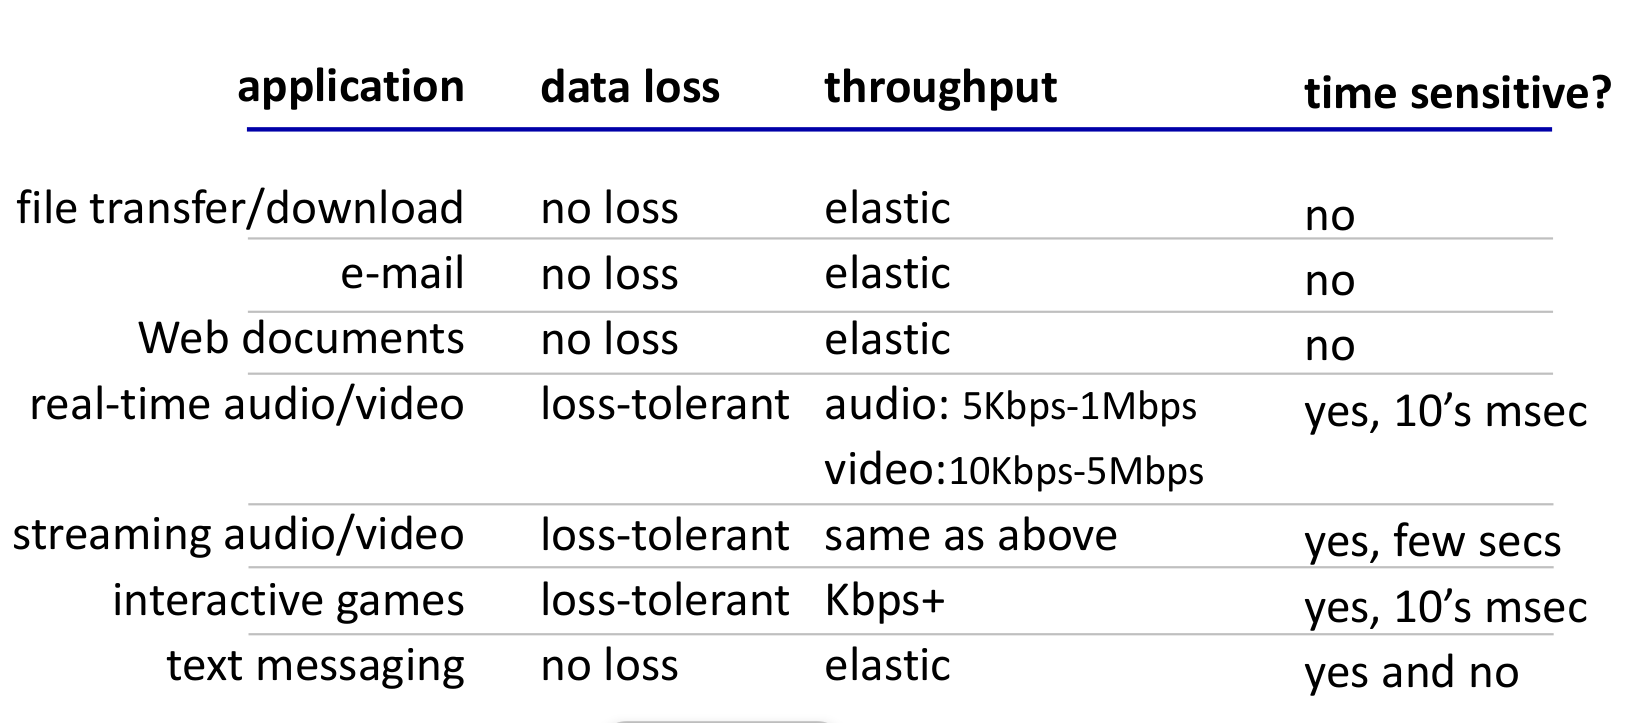 application data loss throughput time sensitive?
file transfer/download no loss elastic no
e-mail no loss elastic no
Web documents no loss elastic no
real-time audio/video loss-tolerant audio: 5Kbps-1Mbps yes, 10’s msec
video:10Kbps-5Mbps
streaming audio/video loss-tolerant same as above yes, few secs
interactive games loss-tolerant Kbps+ yes, 10’s msec
text messaging no loss elastic yes and no